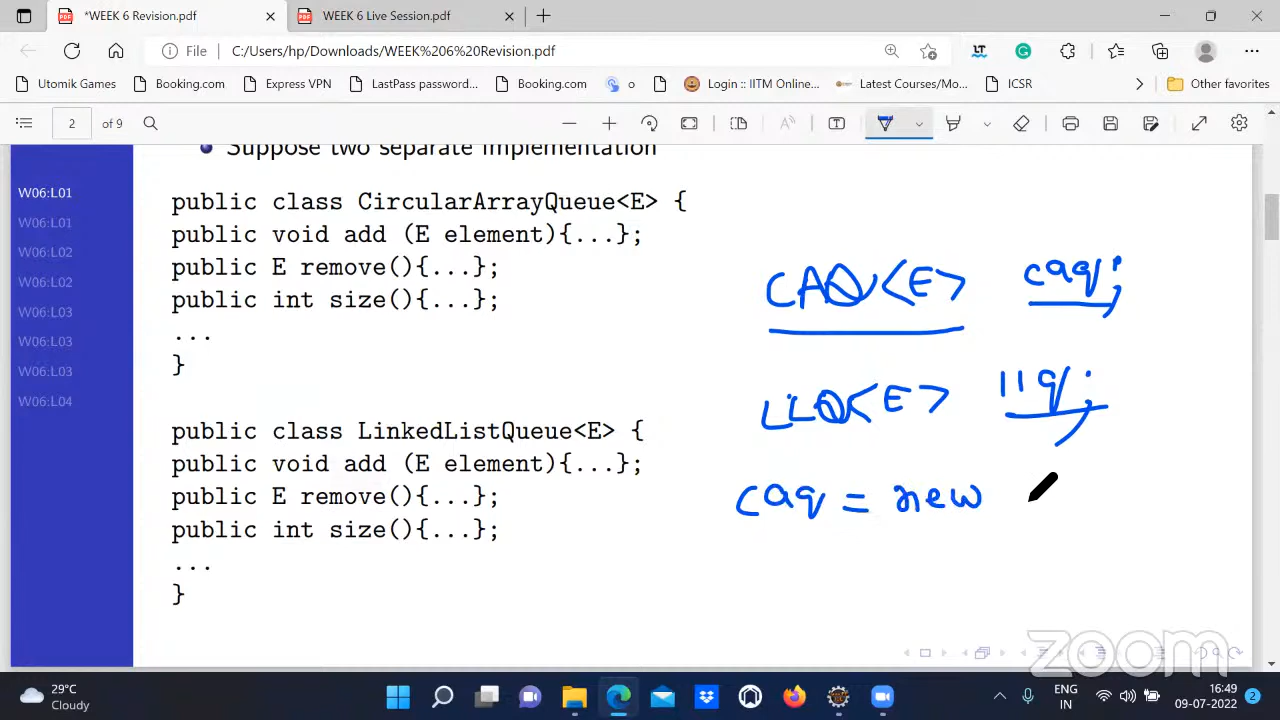 *WEEK 6 Revision.pdf
WEEK 6 Live Session.pdf
File C:/Users/hp/Downloads/WEEK%206%20Revision.pdf
Utomik Games Booking.com Express VPN LastPass password... Booking.com o Login :: IITM Online... Latest Courses/Mo... ICSR Other favorites
2 of 9
Suppose two separate implementation
W06:L01
W06:L01
W06:L02
W06:L02
W06:L03
W06:L03
W06:L03
W06:L04
public class CircularArrayQueue<E> {
public void add (E element){...};
public E remove(){...};
public int size(){...};
...
}
public class LinkedListQueue<E> {
public void add (E element){...};
public E remove(){...};
public int size(){...};
...
}
CAQ<E> caq;
LLQ<E> llq;
caq = new
zoom
29°C
Cloudy
ENG
IN
16:49
09-07-2022
2